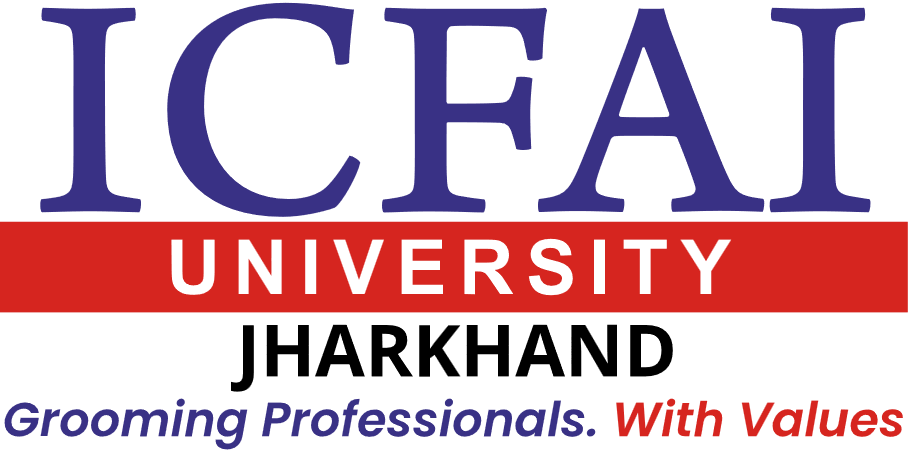 ICFAI
UNIVERSITY
JHARKHAND
Grooming Professionals. With Values